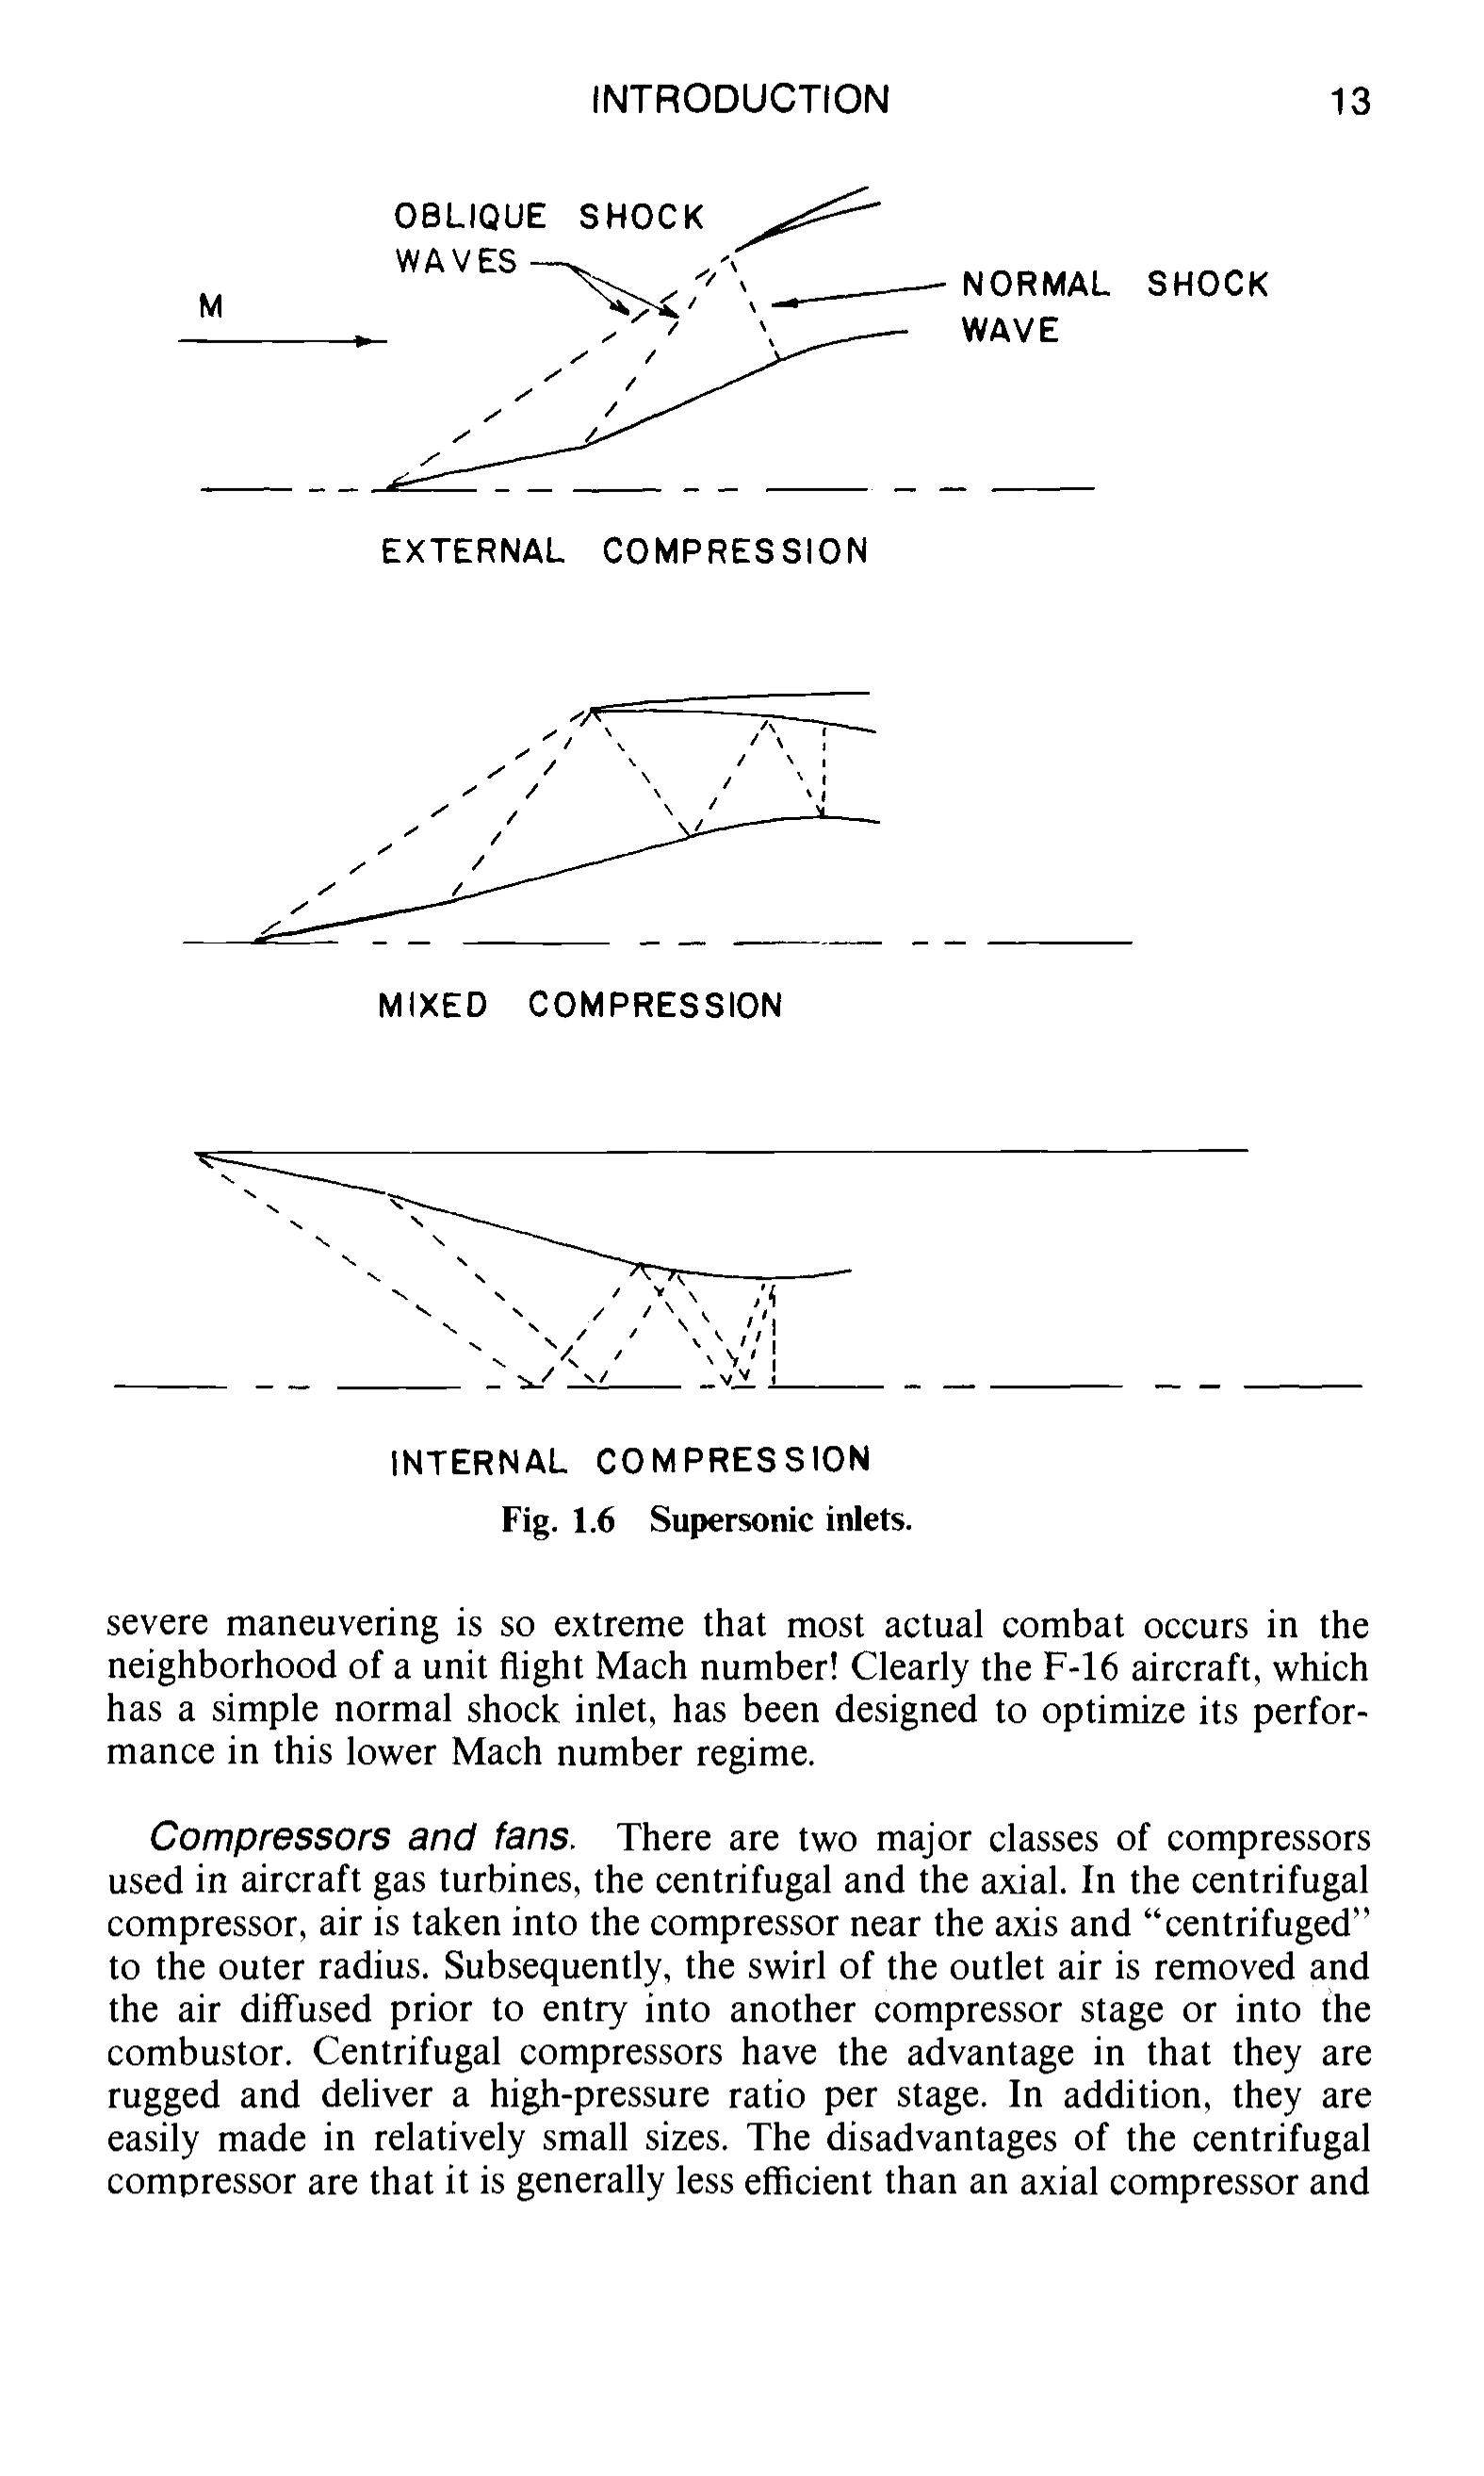 INTRODUCTION 13
OBLIQUE SHOCK
WAVES
M
NORMAL SHOCK
WAVE
EXTERNAL COMPRESSION
MIXED COMPRESSION
INTERNAL COMPRESSION
Fig. 1.6 Supersonic inlets.
severe maneuvering is so extreme that most actual combat occurs in the
neighborhood of a unit flight Mach number! Clearly the F-16 aircraft, which
has a simple normal shock inlet, has been designed to optimize its perfor-
mance in this lower Mach number regime.
Compressors and fans. There are two major classes of compressors
used in aircraft gas turbines, the centrifugal and the axial. In the centrifugal
compressor, air is taken into the compressor near the axis and “centrifuged”
to the outer radius. Subsequently, the swirl of the outlet air is removed and
the air diffused prior to entry into another compressor stage or into the
combustor. Centrifugal compressors have the advantage in that they are
rugged and deliver a high-pressure ratio per stage. In addition, they are
easily made in relatively small sizes. The disadvantages of the centrifugal
compressor are that it is generally less efficient than an axial compressor and